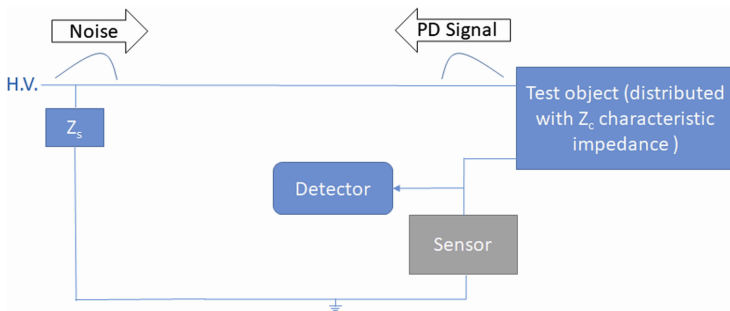 Noise
PD Signal
H.V.
Zs
Test object (distributed
with Zc characteristic
impedance )
Detector
Sensor